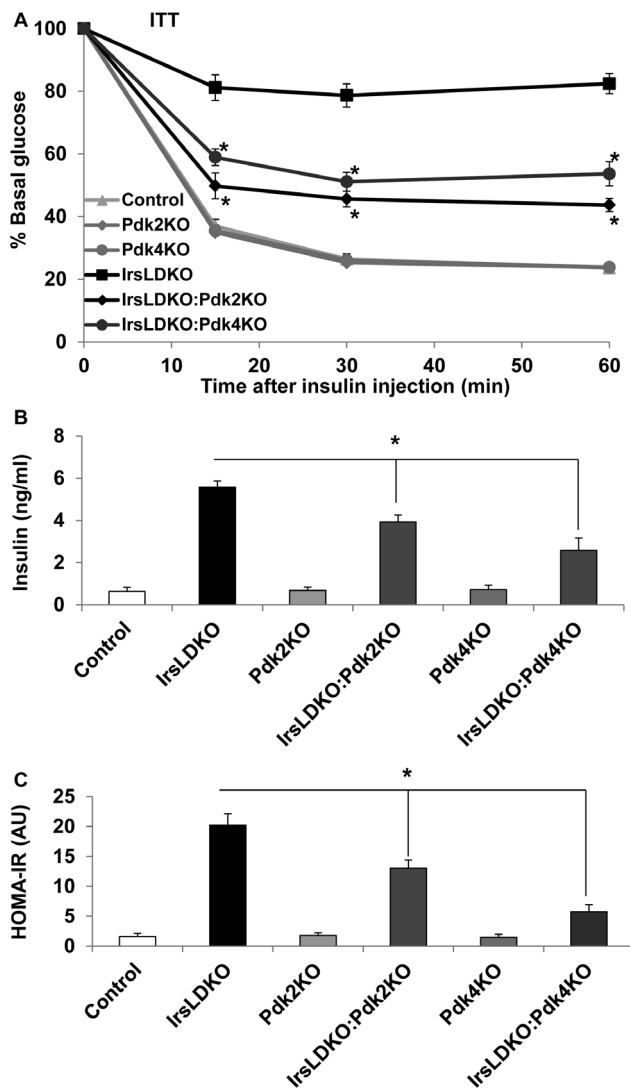 A ITT
100
80
60
40
20
0
% Basal glucose
* * *
* * *
Control
Pdk2KO
Pdk4KO
IrsLDKO
IrsLDKO:Pdk2KO
IrsLDKO:Pdk4KO
0 10 20 30 40 50 60
Time after insulin injection (min)
B
8
6
4
2
0
Insulin (ng/ml)
*
Control
IrsLDKO
Pdk2KO
IrsLDKO:Pdk2KO
Pdk4KO
IrsLDKO:Pdk4KO
C
25
20
15
10
5
0
HOMA-IR (AU)
*
Control
IrsLDKO
Pdk2KO
IrsLDKO:Pdk2KO
Pdk4KO
IrsLDKO:Pdk4KO